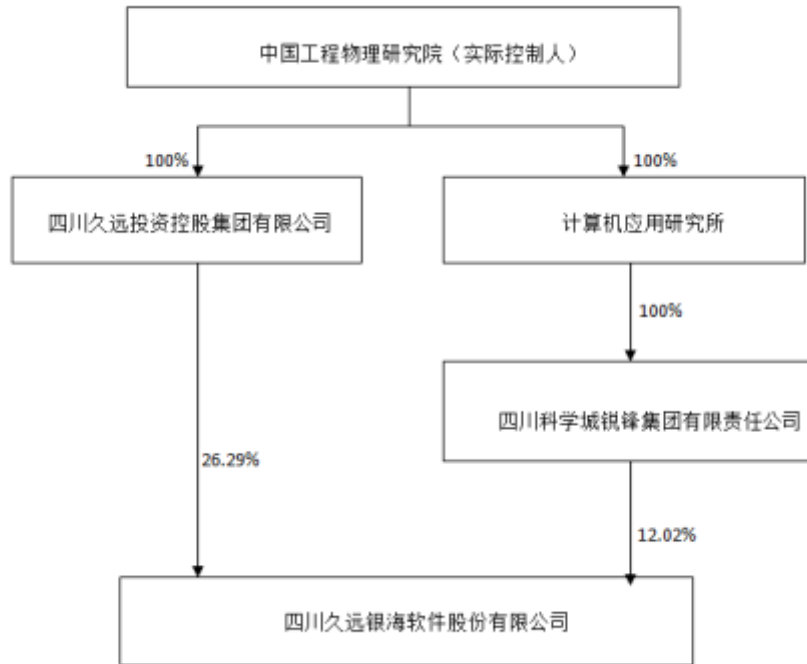 中国工程物理研究院（实际控制人）
100%
100%
四川久远投资控股集团有限公司
计算机应用研究所
100%
四川科学城锐锋集团有限责任公司
26.29%
12.02%
四川久远银海软件股份有限公司